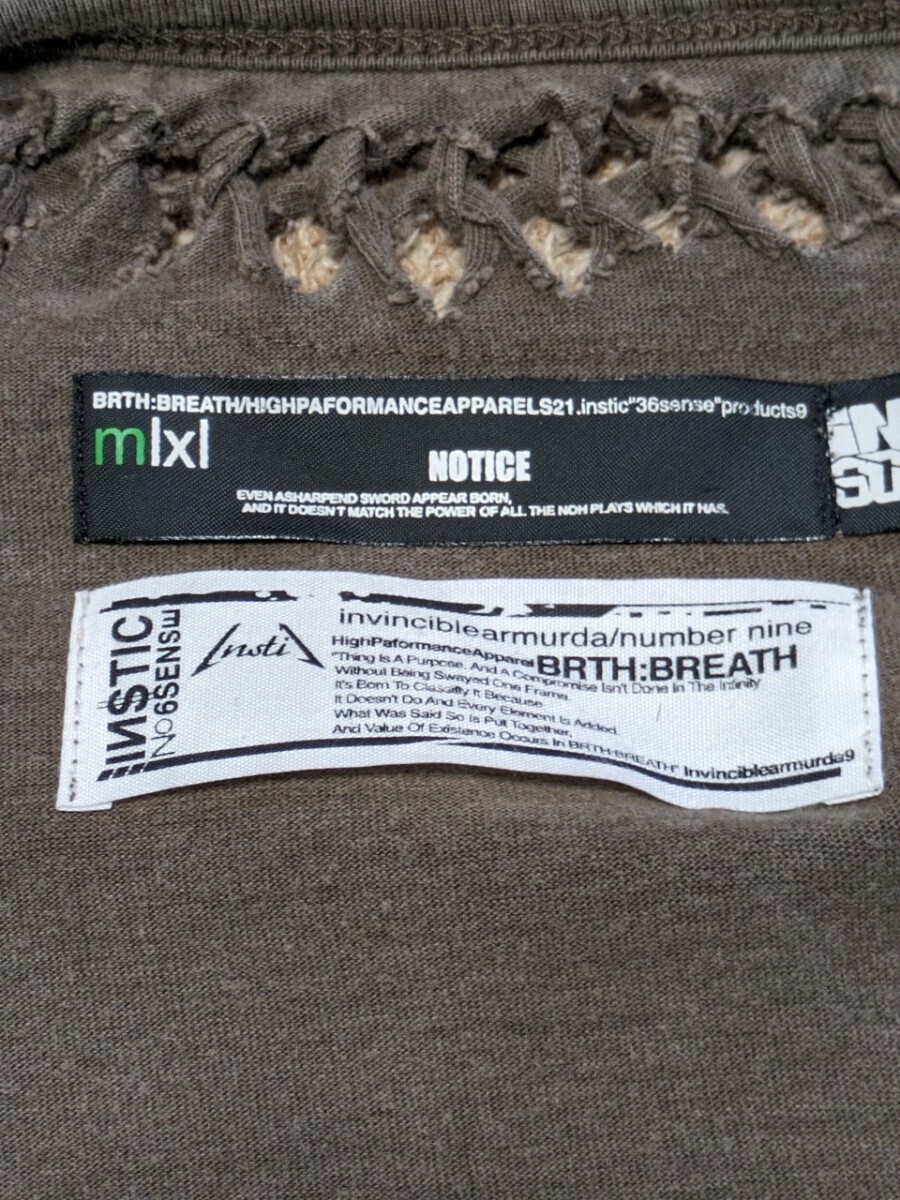 BRTH:BREATH/HIGHPAFORMANCEAPPARELS21.instic"36sense"products9
mlxl
NOTICE
EVEN ASHARPEND SWORD APPEAR BORN,
AND IT DOESN'T MATCH THE POWER OF ALL THE NOH PLAYS WHICH IT HAS.
INSTIC
No6SENSE
Insti
invinciblearmurda/number nine
HighPaformanceApparel BRTH:BREATH
"Thing Is A Purpose, And A Compromise Isn't Done In The Infinity
Without Being Swayed One Frame.
It's Born To Classify It Because
It Doesn't Do And Every Element Is Added
What Was Said So Is Put Together,
And Value Of Existence Occurs In BRTH:BREATH" Invinciblearmurda9